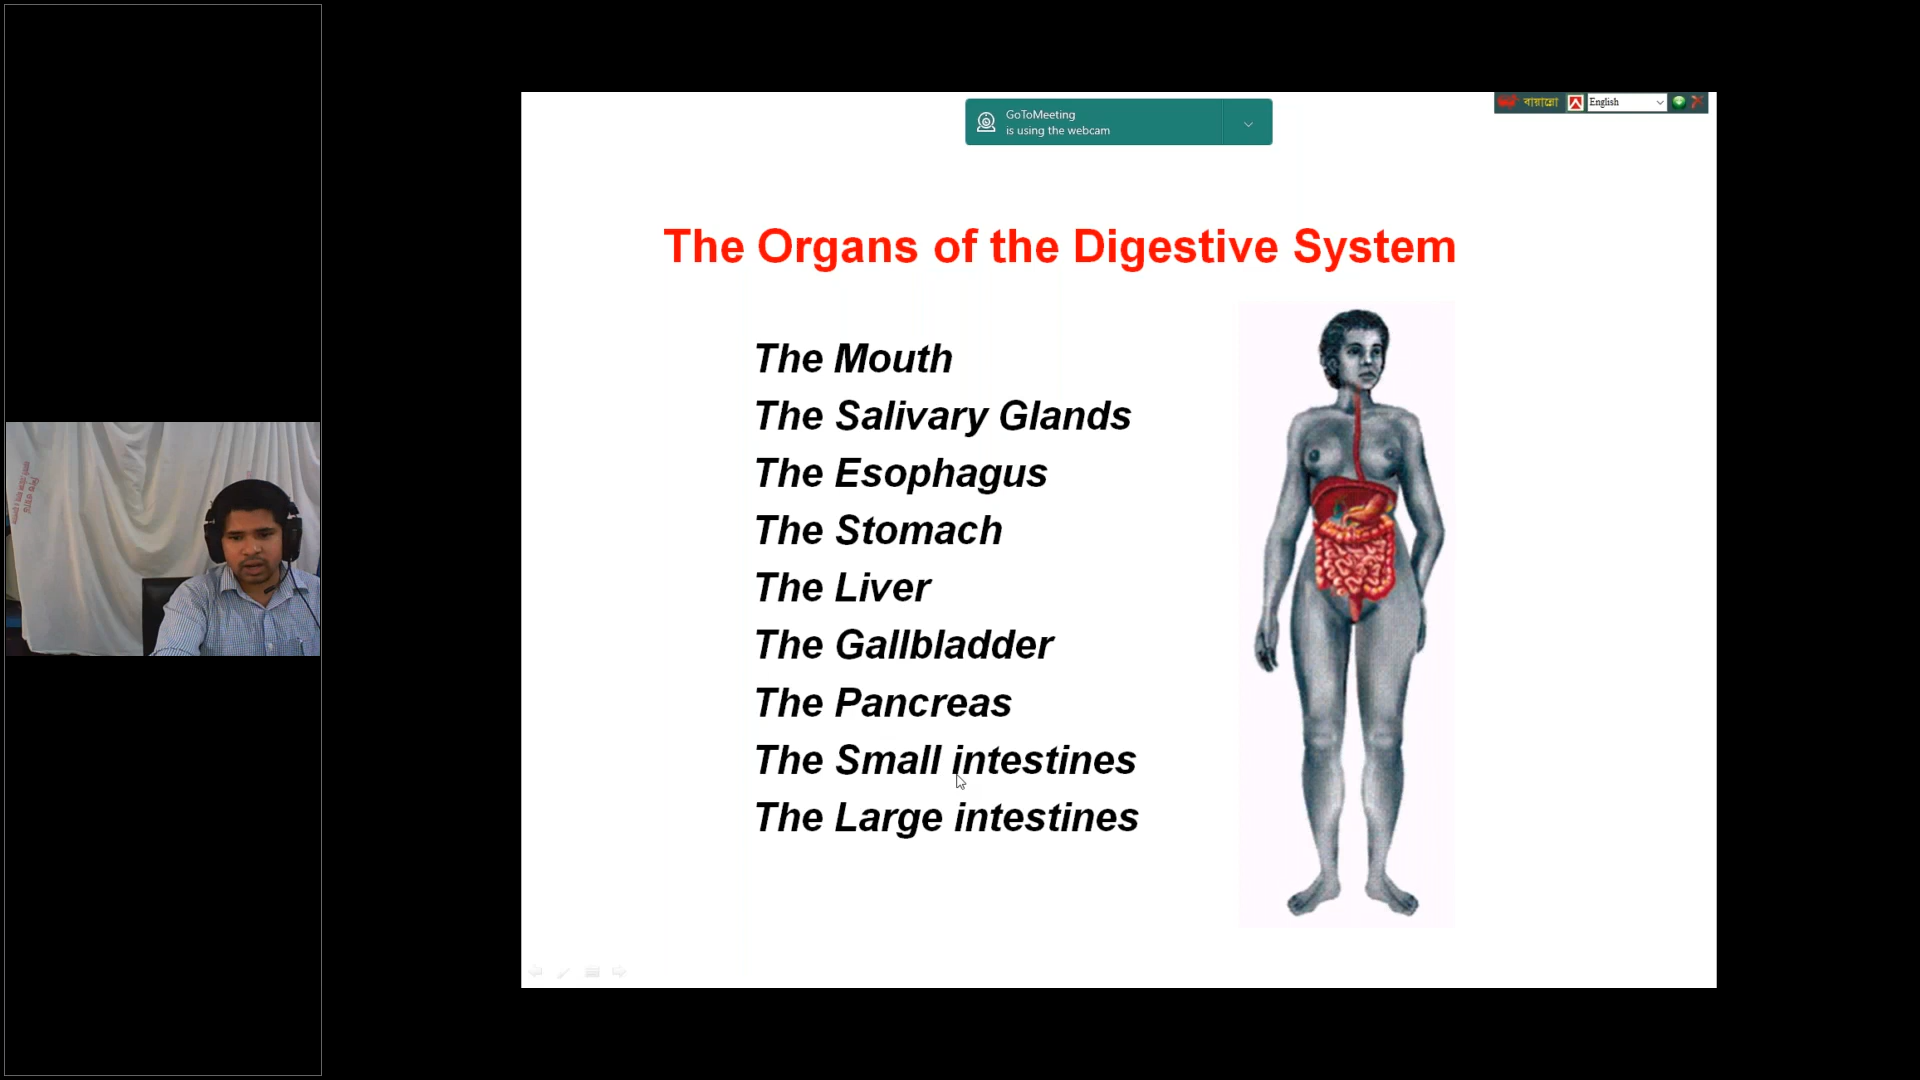 GoToMeeting
is using the webcam
বায়ান্নো
English
The Organs of the Digestive System
The Mouth
The Salivary Glands
The Esophagus
The Stomach
The Liver
The Gallbladder
The Pancreas
The Small intestines
The Large intestines